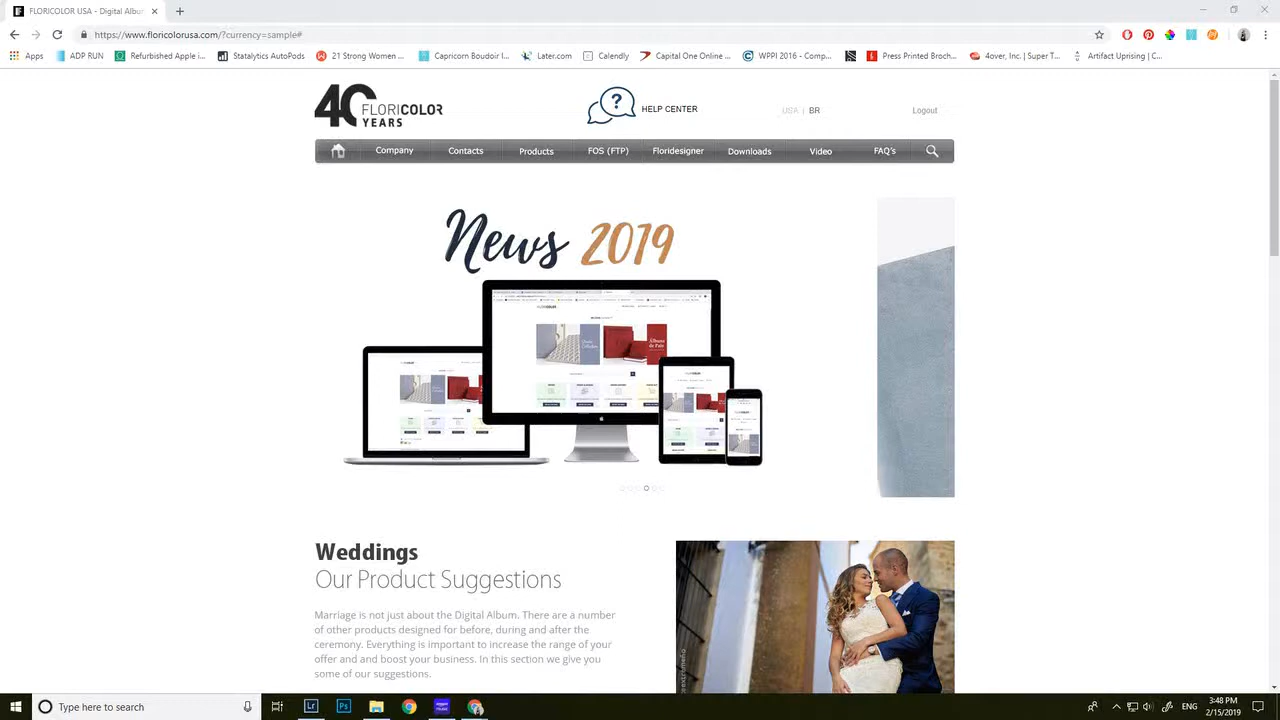 FLORICOLOR USA - Digital Albu
https://www.floricolorusa.com/?currency=sample#
Apps ADP RUN Refurbished Apple i... Statalytics AutoPods 21 Strong Women ... Capricorn Boudoir I... Later.com Calendly Capital One Online ... WPPI 2016 - Comp... Press Printed Broch... 4over, Inc. | Super T... Artifact Uprising | C...
40 FLORICOLOR
YEARS
? HELP CENTER
USA | BR
Logout
Company Contacts Products FOS (FTP) Floridesigner Downloads Video FAQ's
News 2019
Weddings
Our Product Suggestions
Marriage is not just about the Digital Album. There are a number
of other products designed for before, during and after the
ceremony. Everything is important to increase the range of your
offer and and boost your business. In this section we give you
some of our suggestions.
Type here to search
Lr Ps
ENG
3:48 PM
2/15/2019